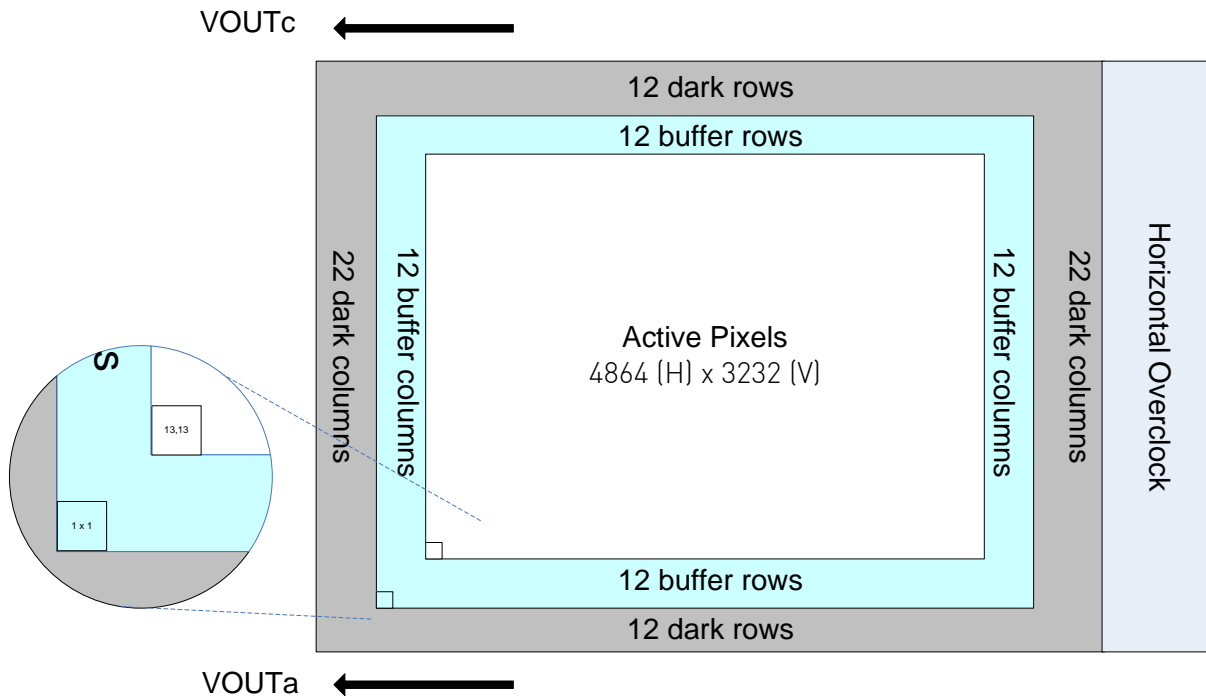 VOUTc
12 dark rows
12 buffer rows
22 dark columns
12 buffer columns
Active Pixels
4864 (H) x 3232 (V)
12 buffer columns
22 dark columns
Horizontal Overclock
S
13,13
1 x 1
12 buffer rows
12 dark rows
VOUTa